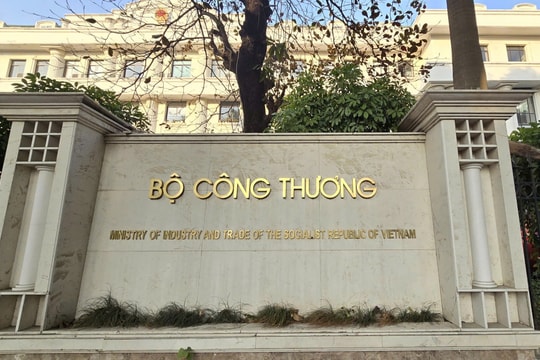 BỘ CÔNG THƯƠNG
MINISTRY OF INDUSTRY AND TRADE OF THE SOCIALIST REPUBLIC OF VIETNAM